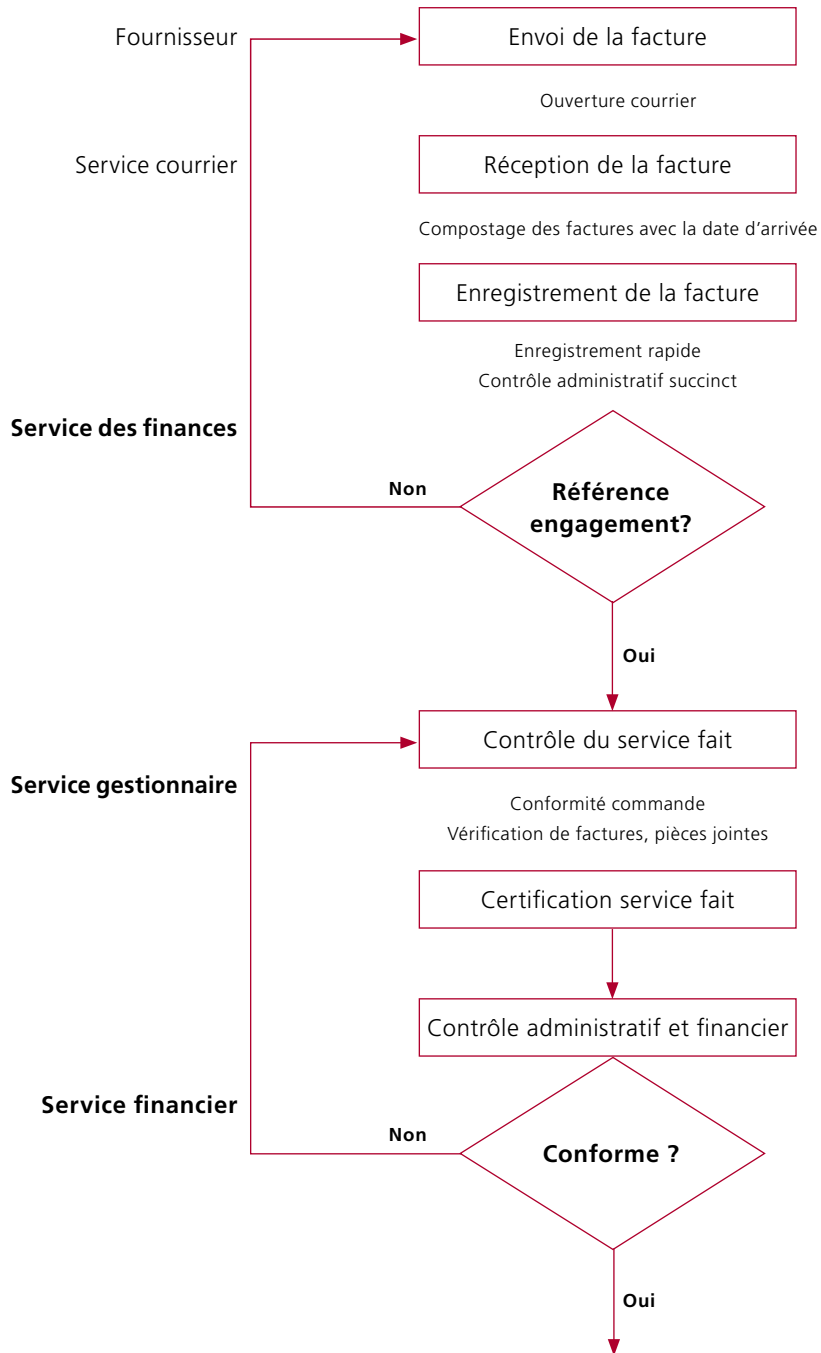 Fournisseur
Envoi de la facture
Ouverture courrier
Service courrier
Réception de la facture
Compostage des factures avec la date d’arrivée
Enregistrement de la facture
Enregistrement rapide
Contrôle administratif succinct
Service des finances
Non
Référence
engagement?
Oui
Contrôle du service fait
Service gestionnaire
Conformité commande
Vérification de factures, pièces jointes
Certification service fait
Contrôle administratif et financier
Service financier
Non
Conforme ?
Oui